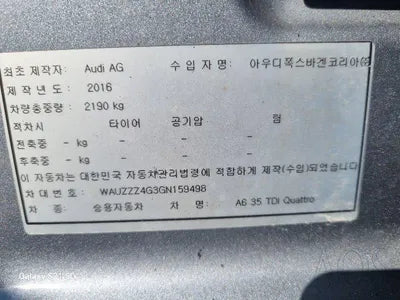 최초 제작자: Audi AG 수 입 자명: 아우디폭스바겐코리아㈜
제 작 년 도: 2016
차량총중량: 2190 kg
적차시 타이어 공기압 림
전축중 - kg
후축중 - kg
이 자동차는 대한민국 자동차관리법령에 적합하게 제작(수입)되었
차 대 번 호: WAUZZZ4G3GN159498
차 종: 승용자동차 차 명: A6 35 TDi Quattro